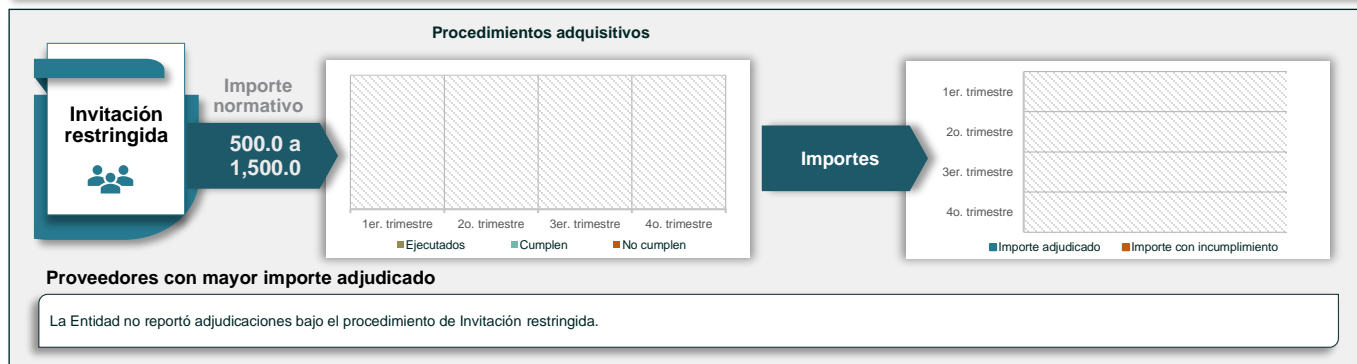 Procedimientos adquisitivos
Invitación
restringida
Importe
normativo
500.0 a
1,500.0
1er. trimestre
2o. trimestre
3er. trimestre
4o. trimestre
Ejecutados
Cumplen
No cumplen
Importes
1er. trimestre
2o. trimestre
3er. trimestre
4o. trimestre
Importe adjudicado
Importe con incumplimiento
Proveedores con mayor importe adjudicado
La Entidad no reportó adjudicaciones bajo el procedimiento de Invitación restringida.